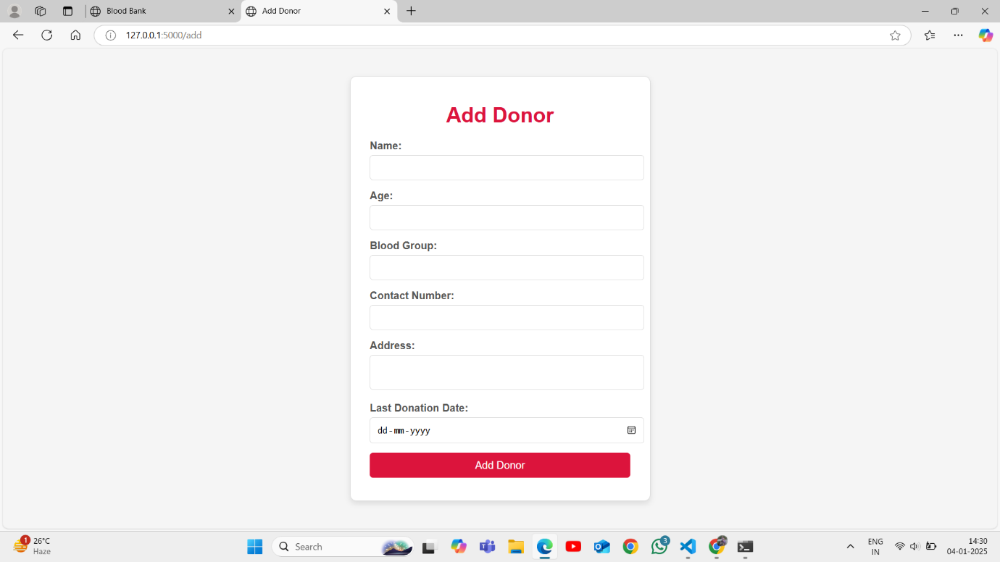 Blood Bank
Add Donor
127.0.0.1:5000/add
Add Donor
Name:
Age:
Blood Group:
Contact Number:
Address:
Last Donation Date:
dd-mm-yyyy
Add Donor
1
26°C
Haze
Search
3
ENG
IN
14:30
04-01-2025